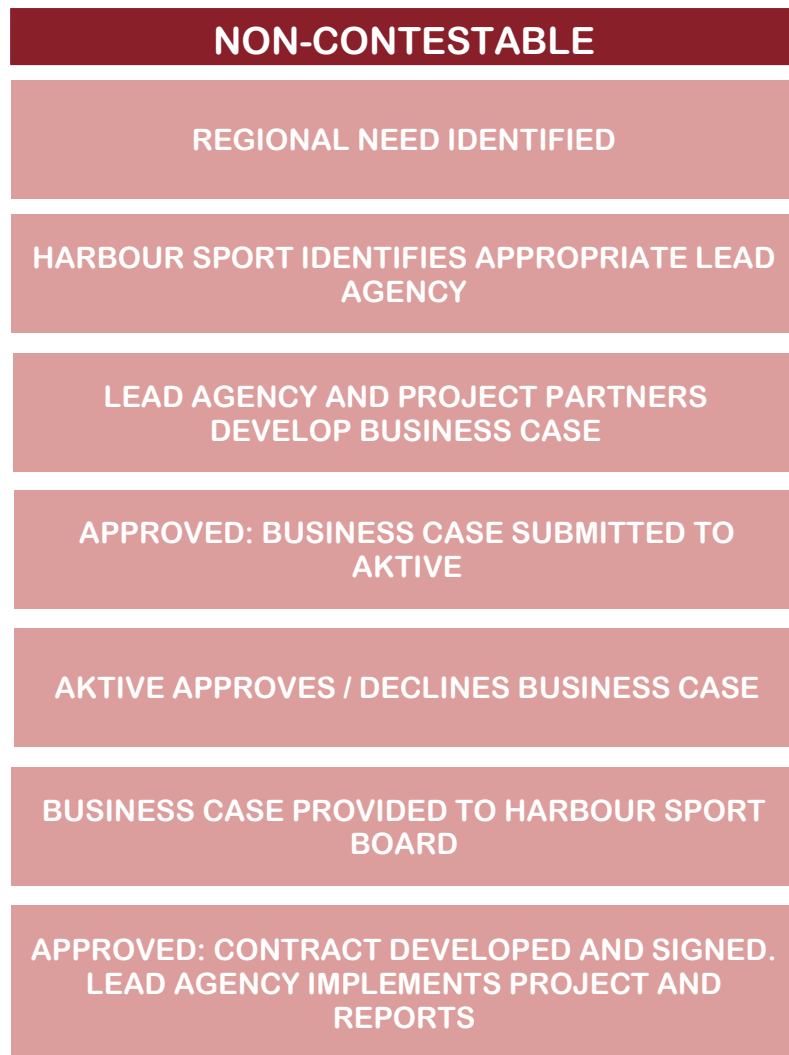 NON-CONTESTABLE
REGIONAL NEED IDENTIFIED
HARBOUR SPORT IDENTIFIES APPROPRIATE LEAD
AGENCY
LEAD AGENCY AND PROJECT PARTNERS
DEVELOP BUSINESS CASE
APPROVED: BUSINESS CASE SUBMITTED TO
AKTIVE
AKTIVE APPROVES / DECLINES BUSINESS CASE
BUSINESS CASE PROVIDED TO HARBOUR SPORT
BOARD
APPROVED: CONTRACT DEVELOPED AND SIGNED.
LEAD AGENCY IMPLEMENTS PROJECT AND
REPORTS